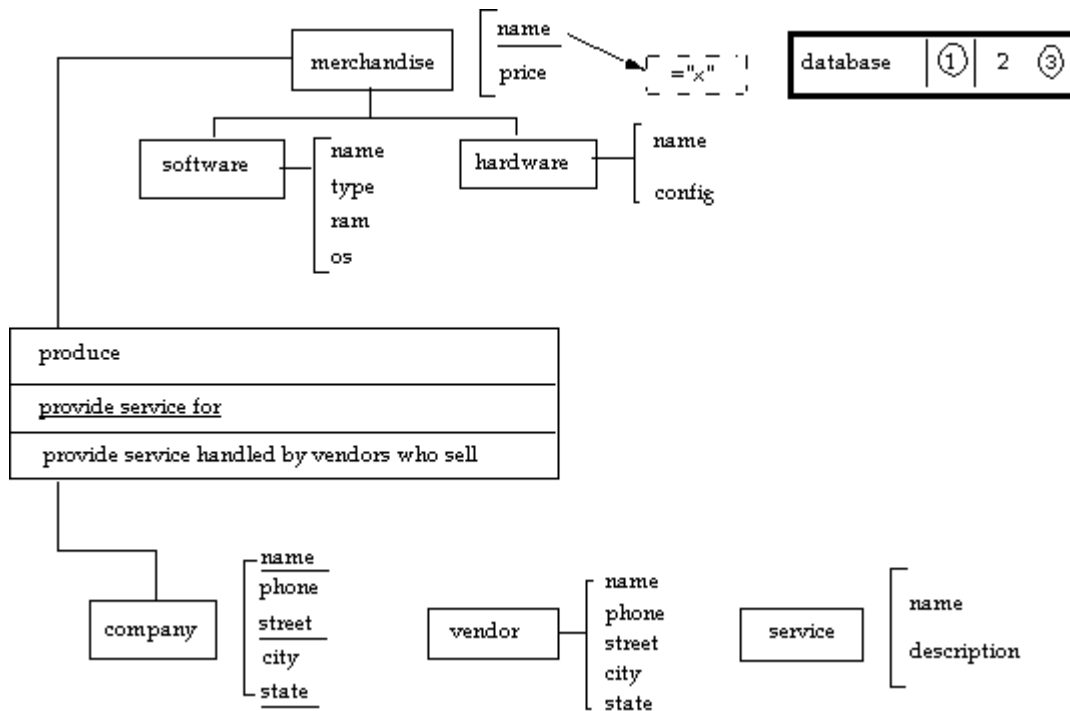 merchandise
name
price
="x"
database 1 2 3
software
name
type
ram
os
hardware
name
config
produce
provide service for
provide service handled by vendors who sell
company
name
phone
street
city
state
vendor
name
phone
street
city
state
service
name
description